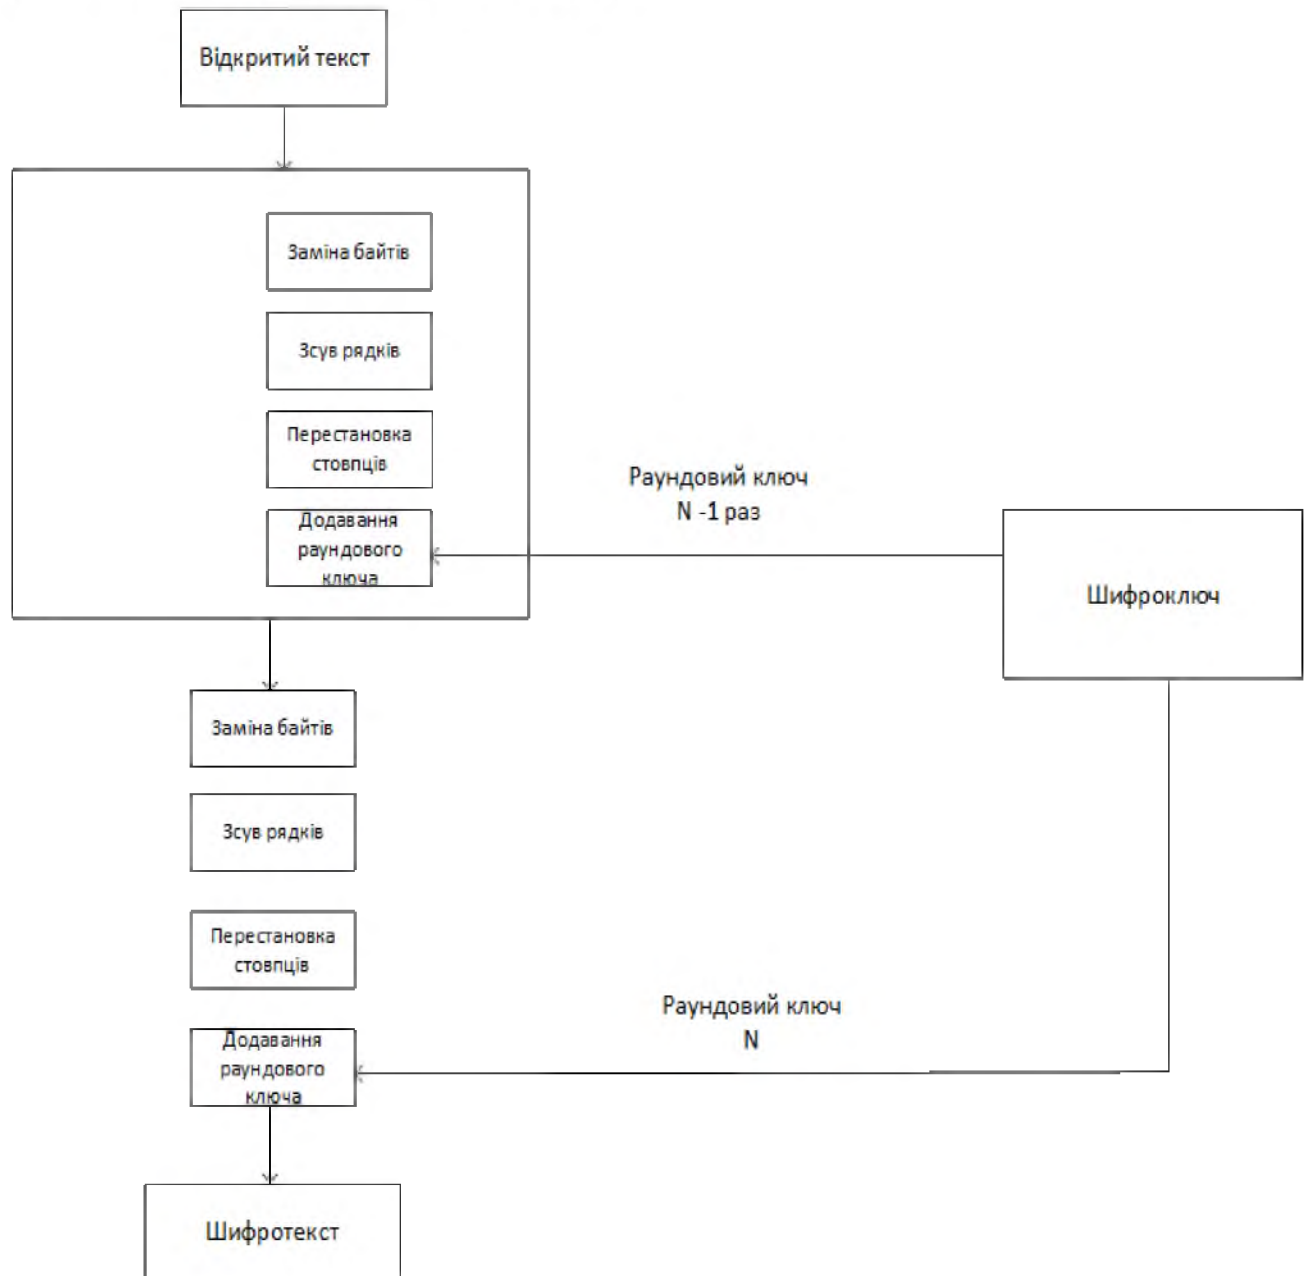 Відкритий текст
Заміна байтів
Зсув рядків
Перестановка
стовпців
Додавання
раундового
ключа
Раундовий ключ
N -1 раз
Шифроключ
Заміна байтів
Зсув рядків
Перестановка
стовпців
Додавання
раундового
ключа
Раундовий ключ
N
Шифротекст